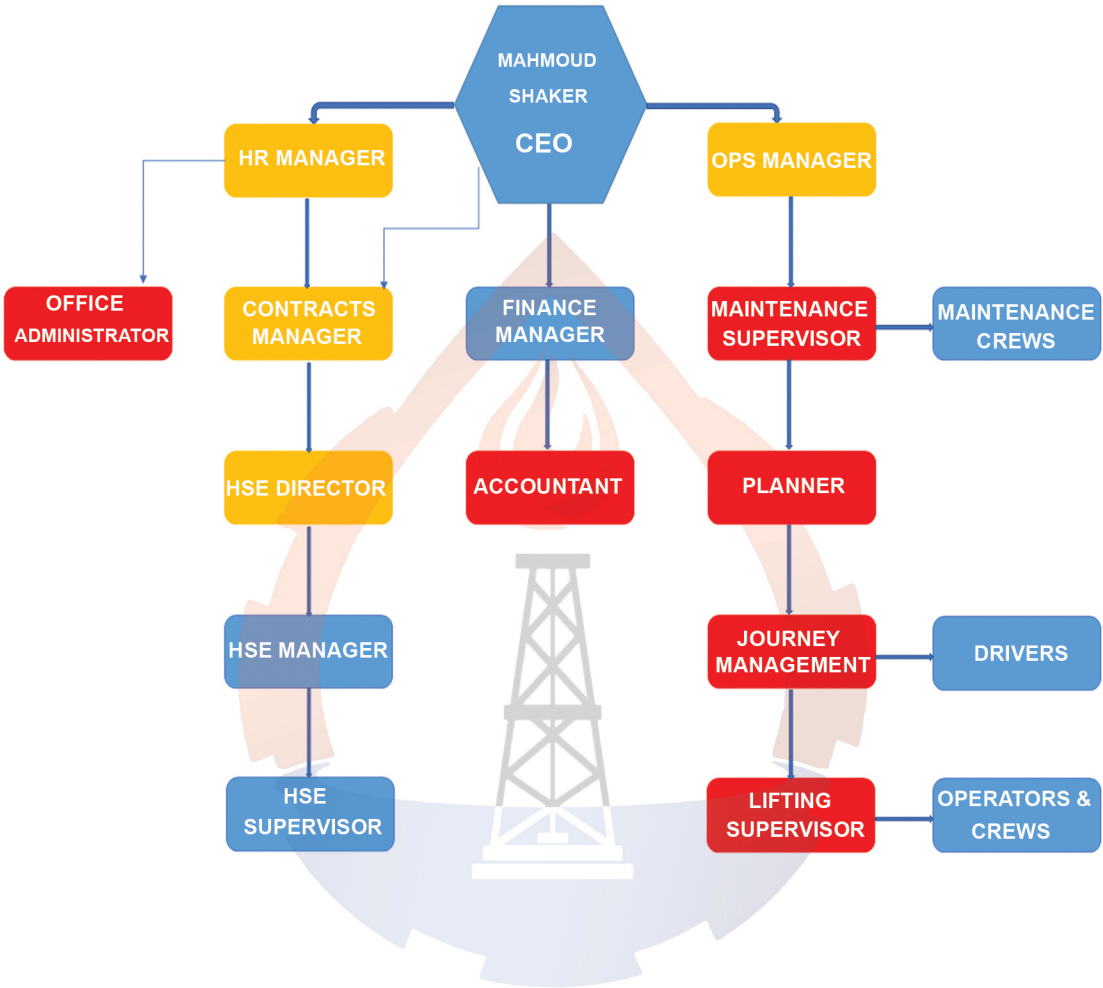 MAHMOUD
SHAKER
CEO
HR MANAGER
OPS MANAGER
OFFICE
ADMINISTRATOR
CONTRACTS
MANAGER
FINANCE
MANAGER
MAINTENANCE
SUPERVISOR
MAINTENANCE
CREWS
HSE DIRECTOR
ACCOUNTANT
PLANNER
HSE MANAGER
JOURNEY
MANAGEMENT
DRIVERS
HSE
SUPERVISOR
LIFTING
SUPERVISOR
OPERATORS &
CREWS